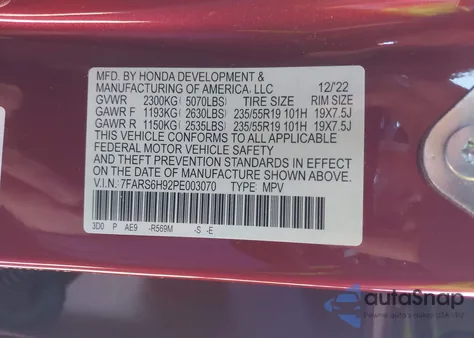 MFD. BY HONDA DEVELOPMENT &
MANUFACTURING OF AMERICA, LLC 12/'22
GVWR 2300KG ( 5070LBS) TIRE SIZE RIM SIZE
GAWR F 1193KG ( 2630LBS) 235/55R19 101H 19X7.5J
GAWR R 1150KG ( 2535LBS) 235/55R19 101H 19X7.5J
THIS VEHICLE CONFORMS TO ALL APPLICABLE
FEDERAL MOTOR VEHICLE SAFETY
AND THEFT PREVENTION STANDARDS IN EFFECT
ON THE DATE OF MANUFACTURE SHOWN ABOVE.
V.I.N.: 7FARS6H92PE003070 TYPE: MPV
3D0 P AE9 -R569M -S -E
autoSnap